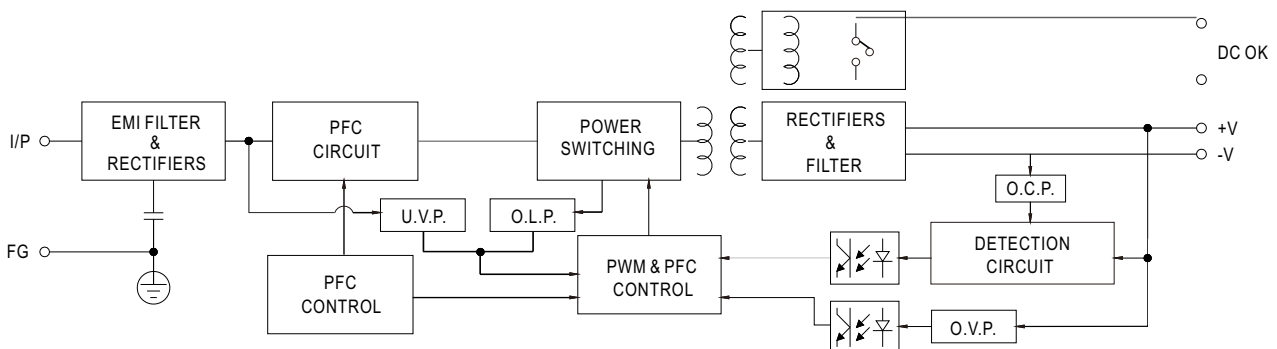 DC OK
I/P
EMI FILTER
&
RECTIFIERS
PFC
CIRCUIT
POWER
SWITCHING
RECTIFIERS
&
FILTER
+V
-V
O.C.P.
U.V.P.
O.L.P.
FG
PFC
CONTROL
PWM & PFC
CONTROL
DETECTION
CIRCUIT
O.V.P.